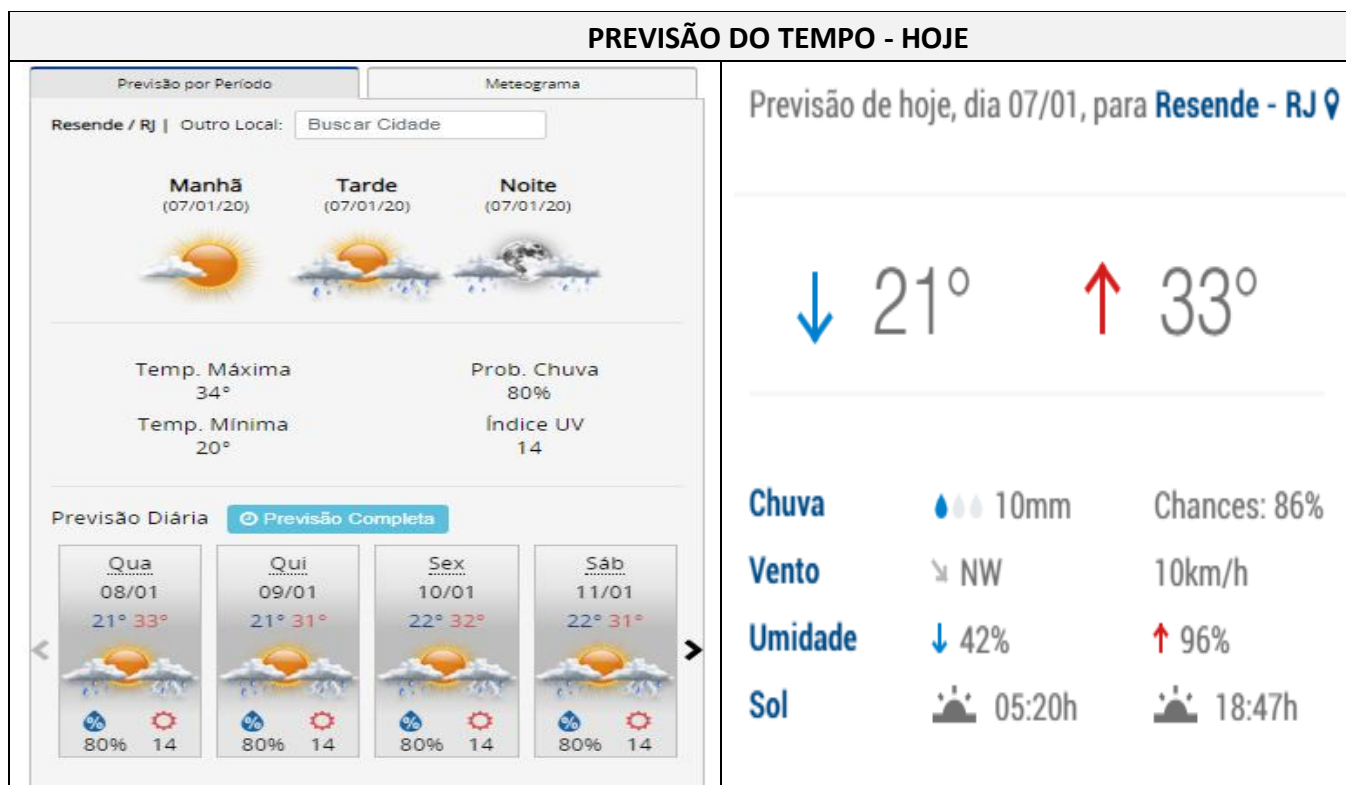 PREVISÃO DO TEMPO - HOJE
Previsão por Período
Meteograma
Resende / RJ | Outro Local: Buscar Cidade
Manhã Tarde Noite
(07/01/20) (07/01/20) (07/01/20)
Temp. Máxima Prob. Chuva
34° 80%
Temp. Mínima Índice UV
20° 14
Previsão Diária Previsão Completa
Qua Qui Sex Sáb
08/01 09/01 10/01 11/01
21° 33° 21° 31° 22° 32° 22° 31°
% % % %
80% 14 80% 14 80% 14 80% 14
Previsão de hoje, dia 07/01, para Resende - RJ
21° 33°
Chuva 10mm Chances: 86%
Vento NW 10km/h
Umidade 42% 96%
Sol 05:20h 18:47h